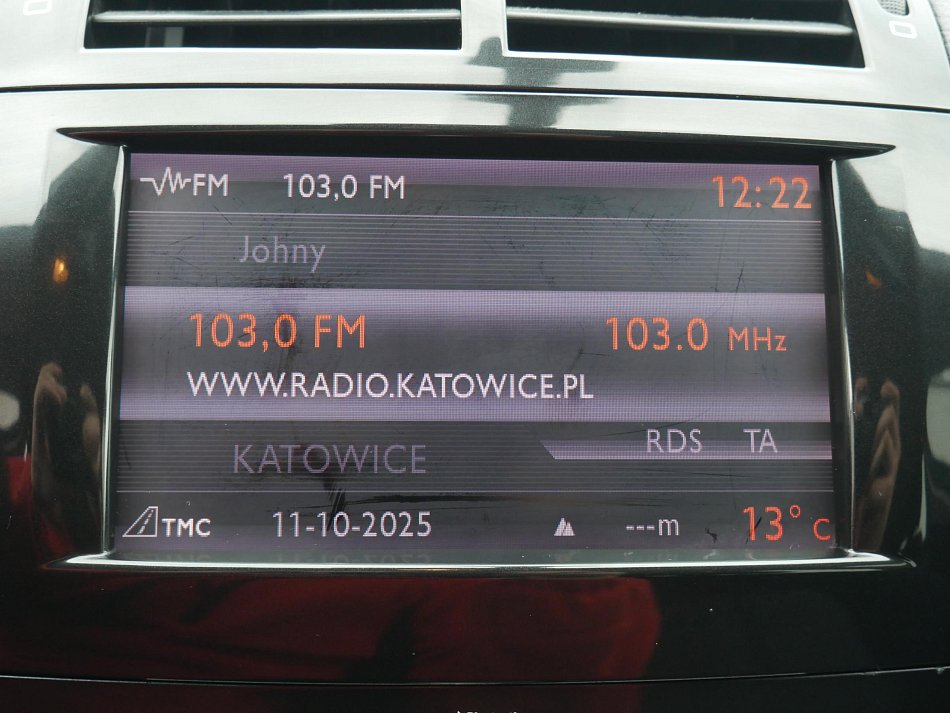 FM 103,0 FM 12:22
Johny
103,0 FM 103.0 MHz
WWW.RADIO.KATOWICE.PL
RDS TA
KATOWICE
TMC 11-10-2025 ---m 13° C